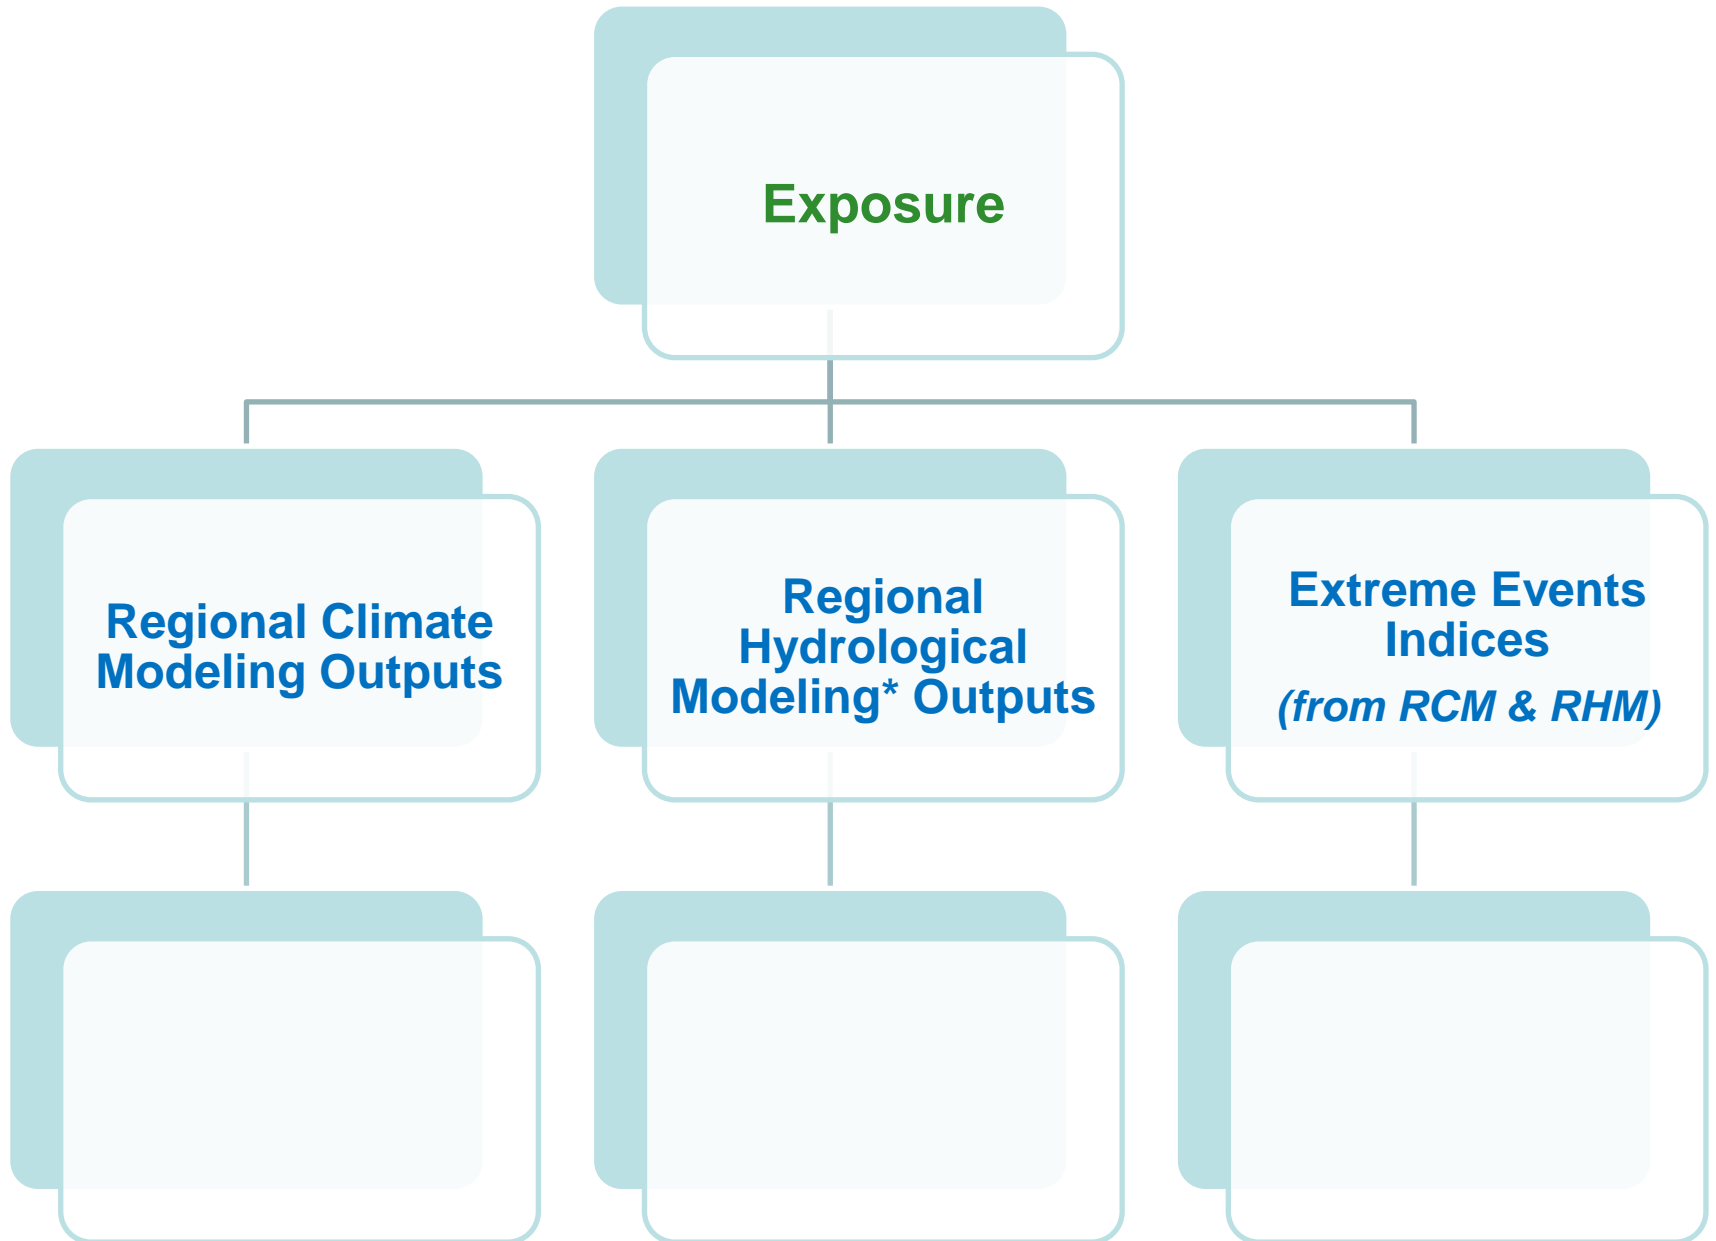 Exposure
Regional Climate
Modeling Outputs
Regional
Hydrological
Modeling* Outputs
Extreme Events
Indices
(from RCM & RHM)